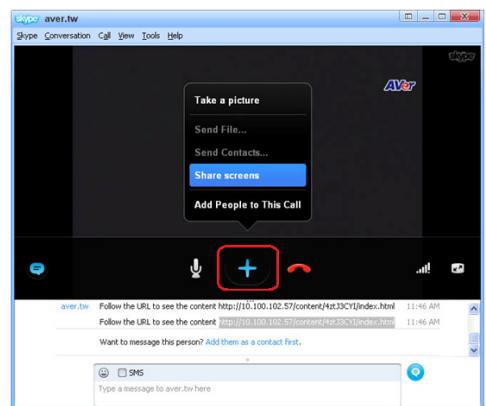 skype aver.tw
Skype Conversation Call View Tools Help
skype
AVer
Take a picture
Send File...
Send Contacts...
Share screens
Add People to This Call
aver.tw Follow the URL to see the content http://10.100.102.57/content/4ztJ3CYI/index.html 11:46 AM
Follow the URL to see the content http://10.100.102.57/content/4ztJ3CYI/index.html 11:46 AM
Want to message this person? Add them as a contact first.
SMS
Type a message to aver.tw here